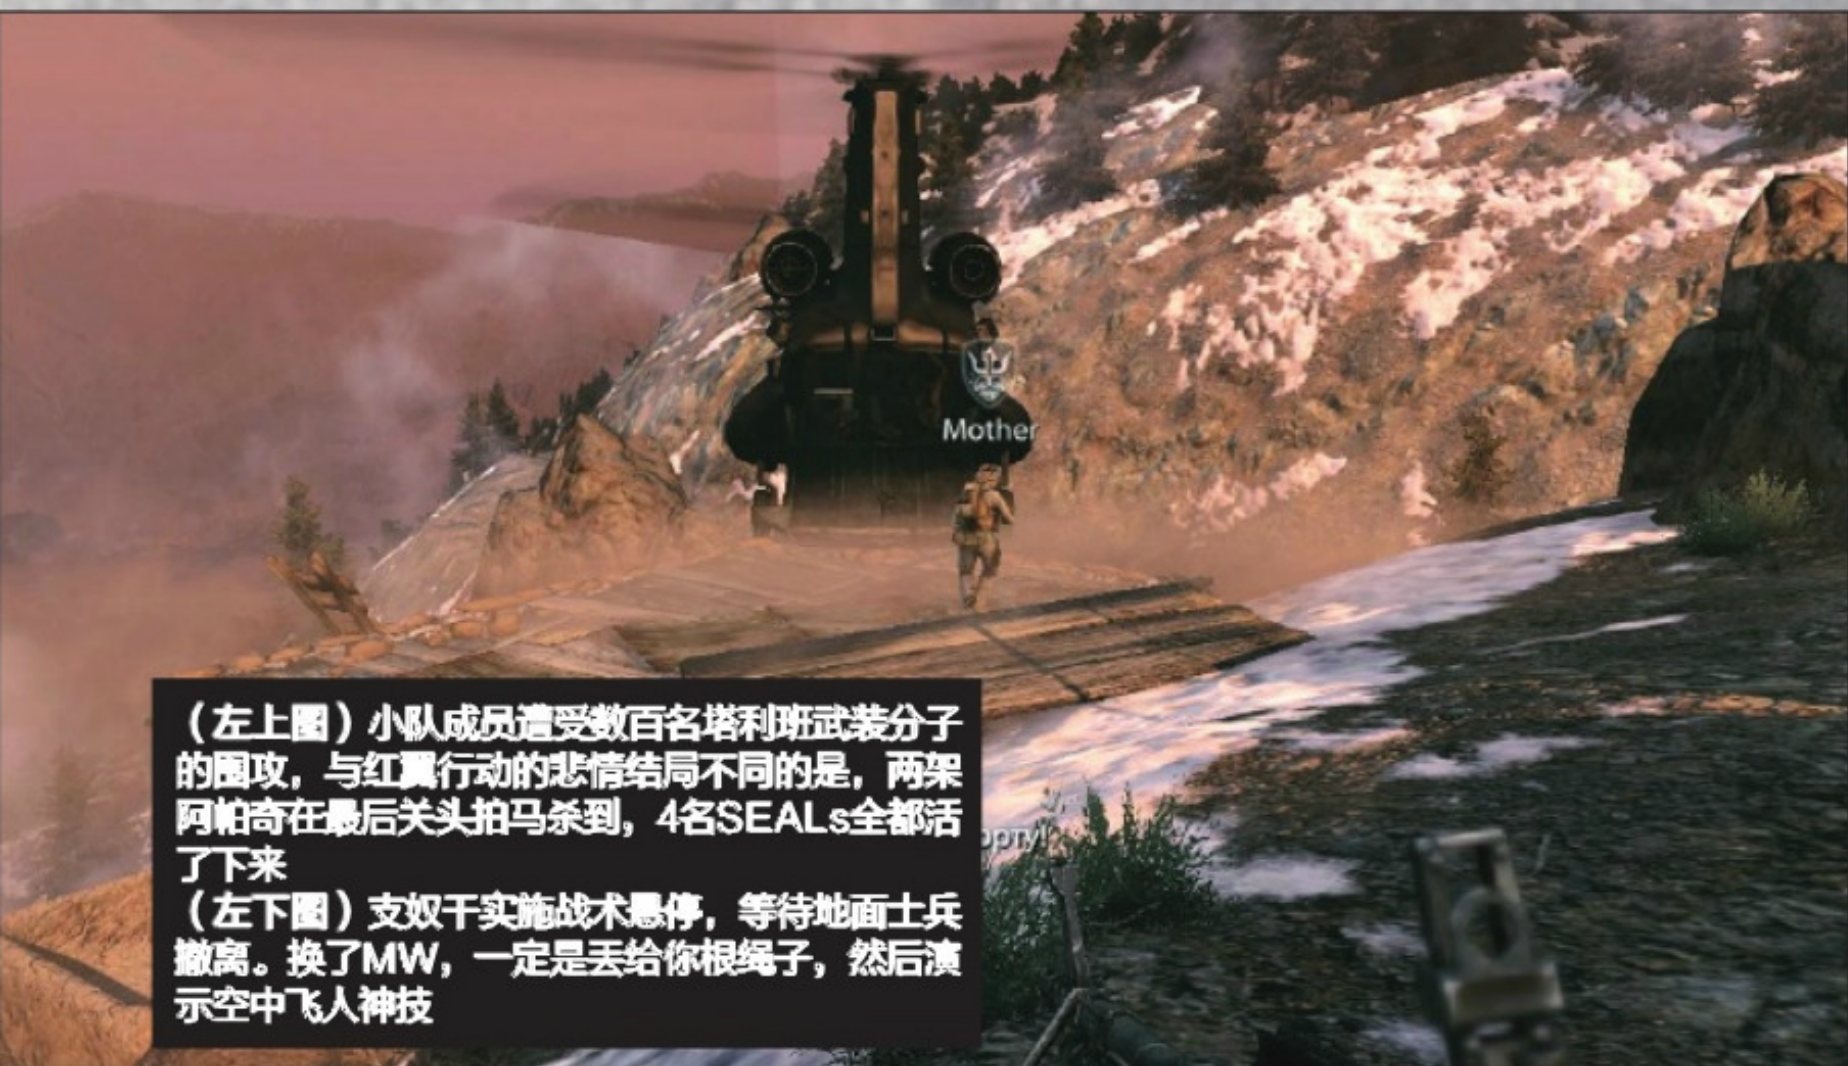 Mother
（左上图）小队成员遭受数百名塔利班武装分子
的围攻，与红翼行动的悲情结局不同的是，两架
阿帕奇在最后关头拍马杀到，4名SEALs全都活
了下来
（左下图）支奴干实施战术悬停，等待地面士兵
撤离。换了MW，一定是丢给你根绳子，然后演
示空中飞人神技